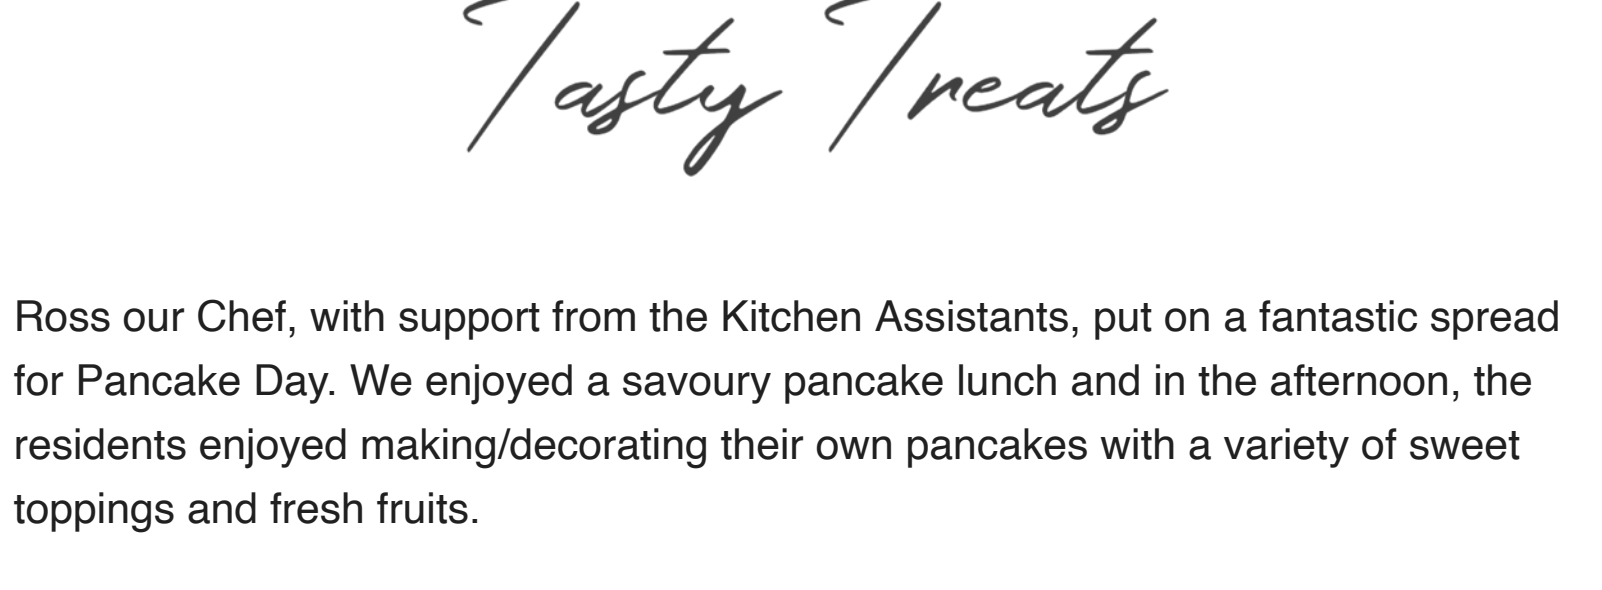 Tasty Treats
Ross our Chef, with support from the Kitchen Assistants, put on a fantastic spread
for Pancake Day. We enjoyed a savoury pancake lunch and in the afternoon, the
residents enjoyed making/decorating their own pancakes with a variety of sweet
toppings and fresh fruits.